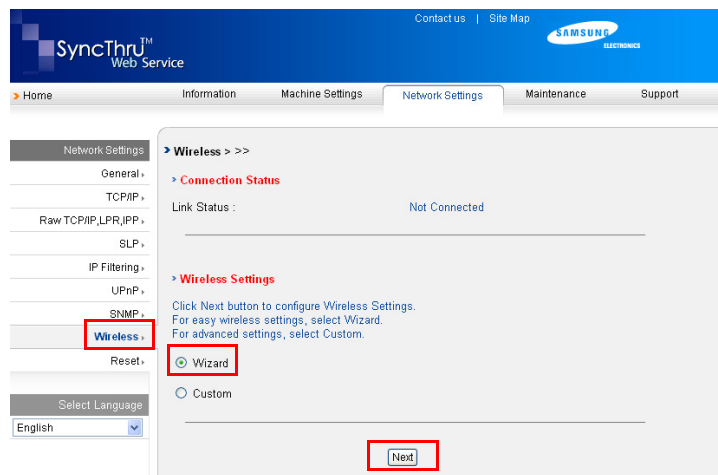 Contact us | Site Map
SAMSUNG
ELECTRONICS
SyncThru™
Web Service
Home
Information
Machine Settings
Network Settings
Maintenance
Support
Network Settings
General
TCP/IP
Raw TCP/IP,LPR,IPP
SLP
IP Filtering
UPnP
SNMP
Wireless
Reset
Select Language
English
Wireless > >>
Connection Status
Link Status : Not Connected
Wireless Settings
Click Next button to configure Wireless Settings.
For easy wireless settings, select Wizard.
For advanced settings, select Custom.
Wizard
Custom
Next